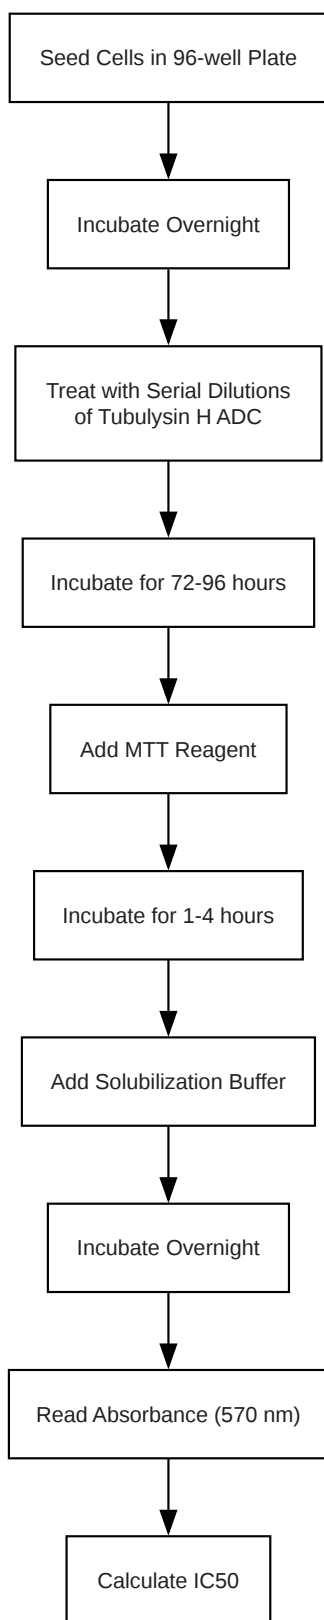 Seed Cells in 96-well Plate
Incubate Overnight
Treat with Serial Dilutions
of Tubulysin H ADC
Incubate for 72-96 hours
Add MTT Reagent
Incubate for 1-4 hours
Add Solubilization Buffer
Incubate Overnight
Read Absorbance (570 nm)
Calculate IC50